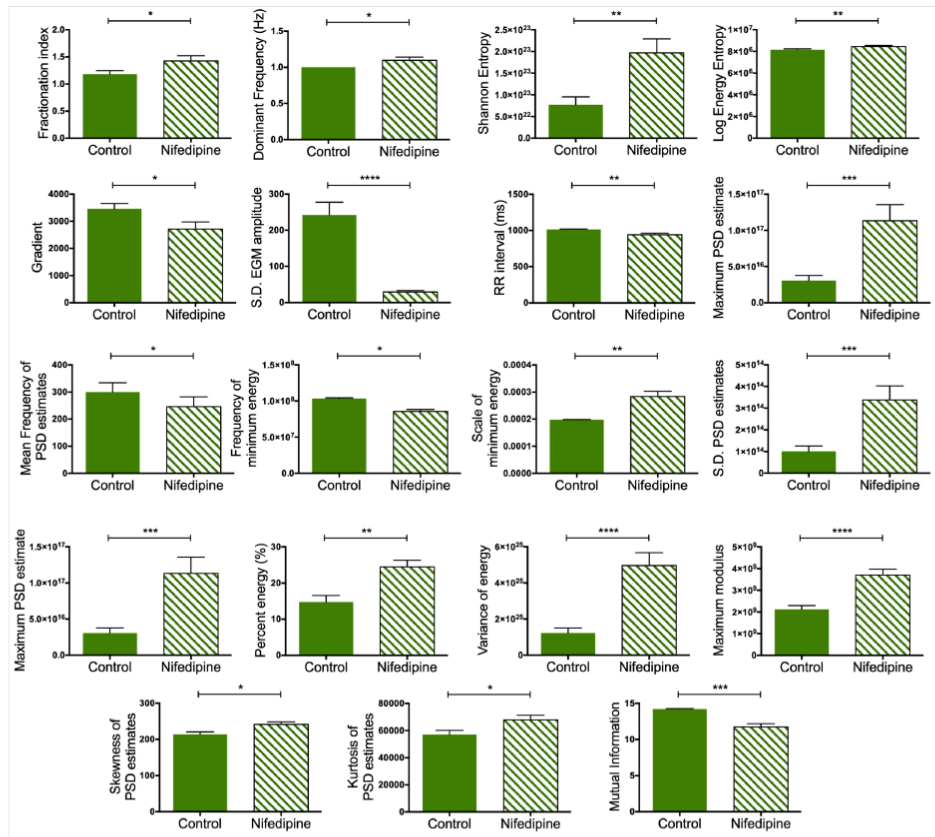 *
Fractionation index
2.0
1.5
1.0
0.5
0.0
Control Nifedipine
*
Dominant Frequency (Hz)
1.5
1.0
0.5
0.0
Control Nifedipine
**
Shannon Entropy
2.5×10²³
2.0×10²³
1.5×10²³
1.0×10²³
5.0×10²²
0.0
Control Nifedipine
**
Log Energy Entropy
1×10⁷
8×10⁶
6×10⁶
4×10⁶
2×10⁶
0
Control Nifedipine
*
Gradient
4000
3000
2000
1000
0
Control Nifedipine
****
S.D. EGM amplitude
300
200
100
0
Control Nifedipine
**
RR interval (ms)
1500
1000
500
0
Control Nifedipine
***
Maximum PSD estimate
1.5×10¹⁷
1.0×10¹⁷
5.0×10¹⁶
0.0
Control Nifedipine
*
Mean Frequency of
PSD estimates
400
300
200
100
0
Control Nifedipine
*
Frequency of
minimum energy
1.5×10⁸
1.0×10⁸
5.0×10⁷
0.0
Control Nifedipine
**
Scale of
minimum energy
0.0004
0.0003
0.0002
0.0001
0.0000
Control Nifedipine
***
S.D. PSD estimates
5×10¹⁴
4×10¹⁴
3×10¹⁴
2×10¹⁴
1×10¹⁴
0
Control Nifedipine
***
Maximum PSD estimate
1.5×10¹⁷
1.0×10¹⁷
5.0×10¹⁶
0.0
Control Nifedipine
**
Percent energy (%)
30
20
10
0
Control Nifedipine
****
Variance of energy
6×10²⁵
4×10²⁵
2×10²⁵
0
Control Nifedipine
****
Maximum modulus
5×10⁹
4×10⁹
3×10⁹
2×10⁹
1×10⁹
0
Control Nifedipine
*
Skewness of
PSD estimates
300
200
100
0
Control Nifedipine
*
Kurtosis of
PSD estimates
80000
60000
40000
20000
0
Control Nifedipine
***
Mutual Information
15
10
5
0
Control Nifedipine